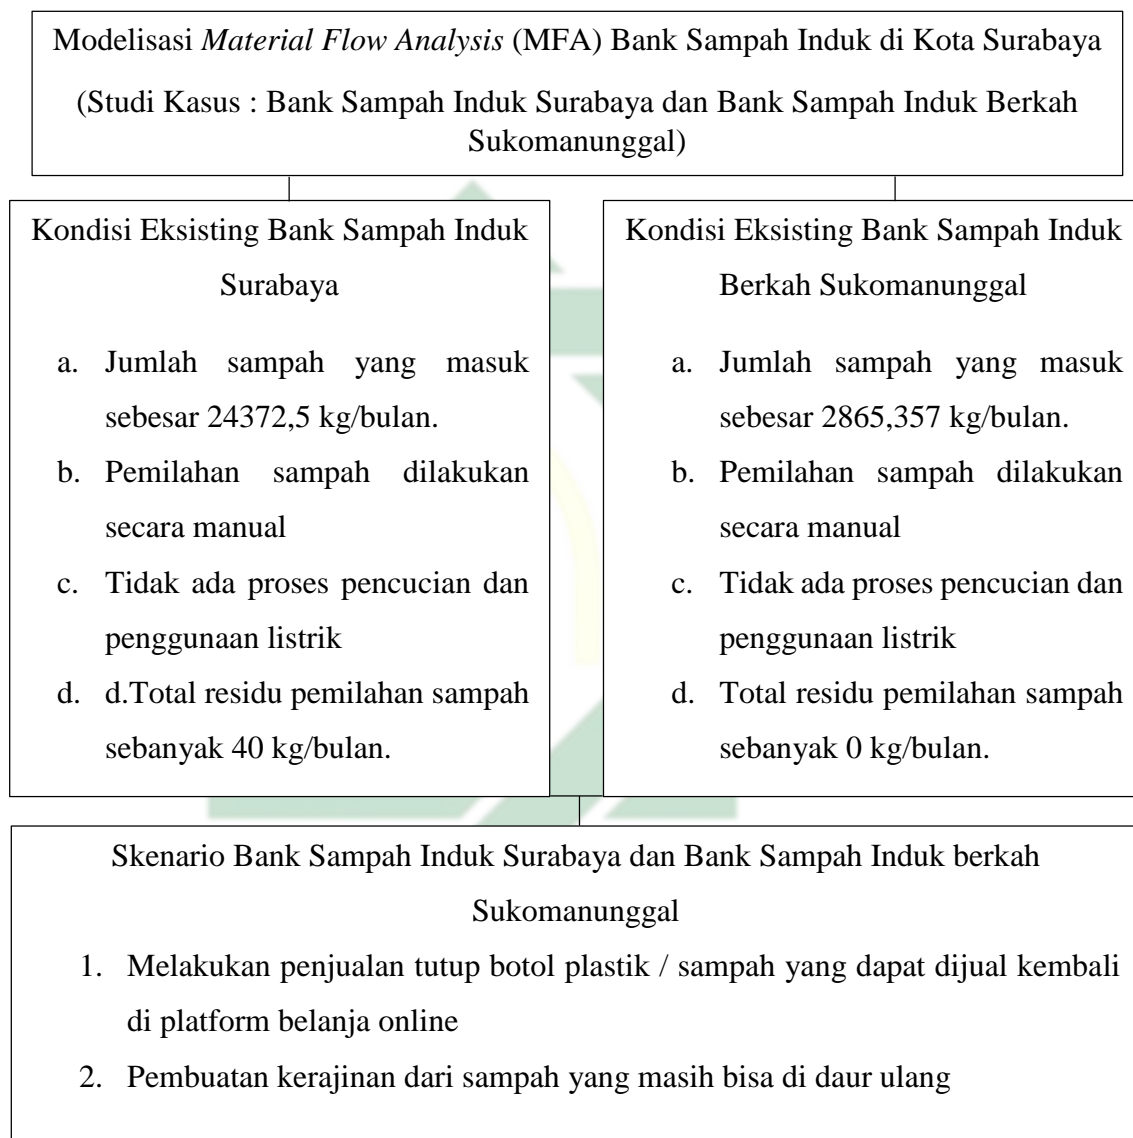 Modelisasi Material Flow Analysis (MFA) Bank Sampah Induk di Kota Surabaya
(Studi Kasus : Bank Sampah Induk Surabaya dan Bank Sampah Induk Berkah
Sukomanunggal)
Kondisi Eksisting Bank Sampah Induk
Surabaya
a. Jumlah sampah yang masuk
sebesar 24372,5 kg/bulan.
b. Pemilahan sampah dilakukan
secara manual
c. Tidak ada proses pencucian dan
penggunaan listrik
d. d.Total residu pemilahan sampah
sebanyak 40 kg/bulan.
Kondisi Eksisting Bank Sampah Induk
Berkah Sukomanunggal
a. Jumlah sampah yang masuk
sebesar 2865,357 kg/bulan.
b. Pemilahan sampah dilakukan
secara manual
c. Tidak ada proses pencucian dan
penggunaan listrik
d. Total residu pemilahan sampah
sebanyak 0 kg/bulan.
Skenario Bank Sampah Induk Surabaya dan Bank Sampah Induk berkah
Sukomanunggal
1. Melakukan penjualan tutup botol plastik / sampah yang dapat dijual kembali
di platform belanja online
2. Pembuatan kerajinan dari sampah yang masih bisa di daur ulang